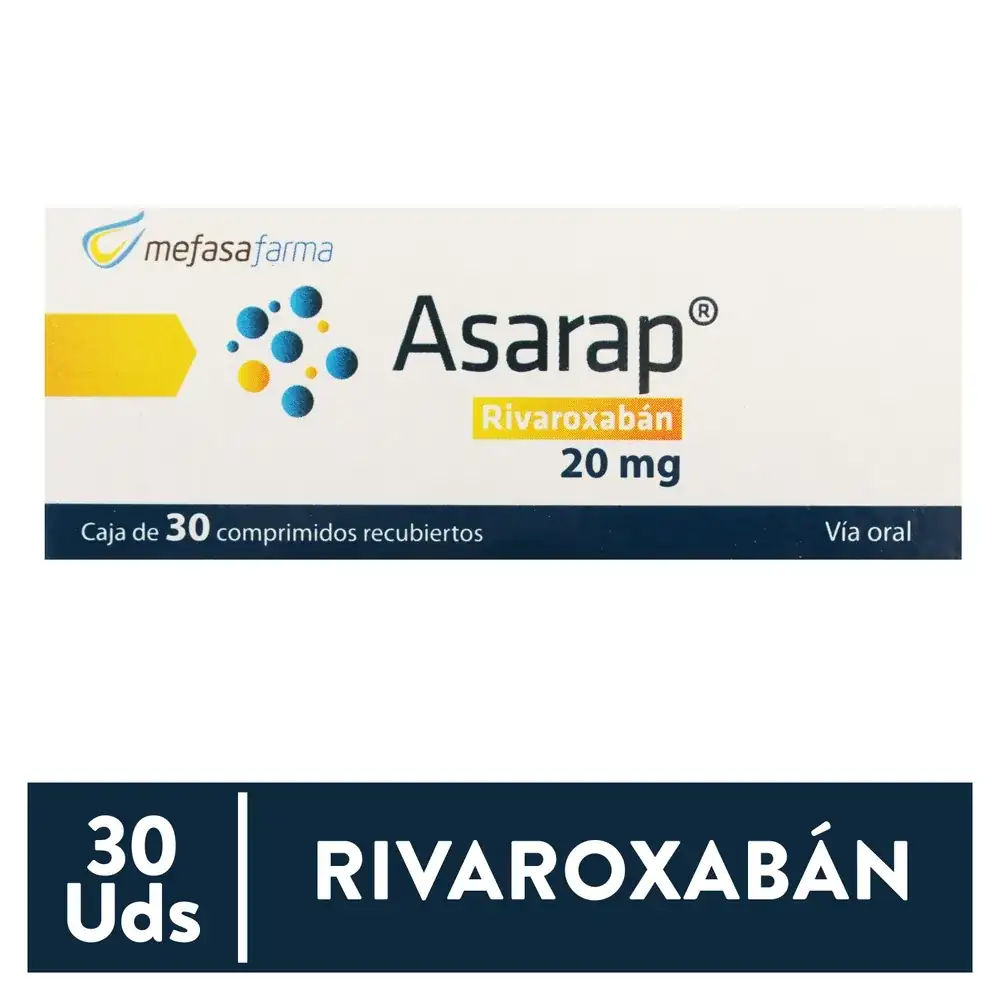 mefasafarma
Asarap®
Rivaroxabán
20 mg
Caja de 30 comprimidos recubiertos
Vía oral
30
Uds
RIVAROXABÁN